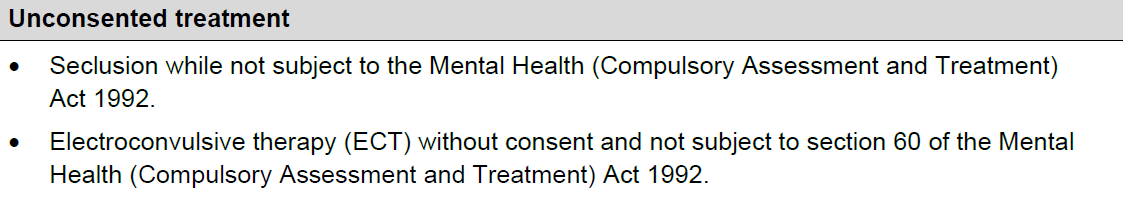 Unconsented treatment
• Seclusion while not subject to the Mental Health (Compulsory Assessment and Treatment)
Act 1992.
• Electroconvulsive therapy (ECT) without consent and not subject to section 60 of the Mental
Health (Compulsory Assessment and Treatment) Act 1992.